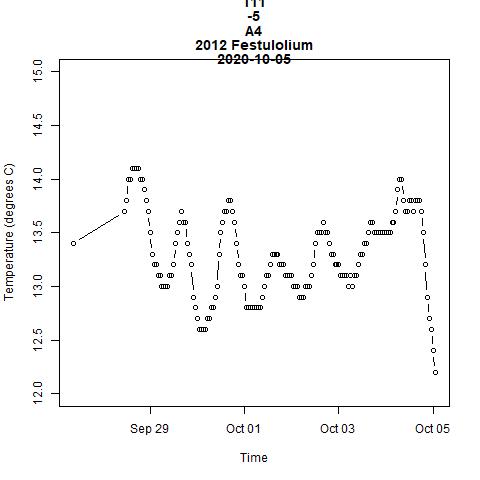 -5
A4
2012 Festulolium
2020-10-05
Temperature (degrees C)
15.0
14.5
14.0
13.5
13.0
12.5
12.0
Sep 29
Oct 01
Oct 03
Oct 05
Time